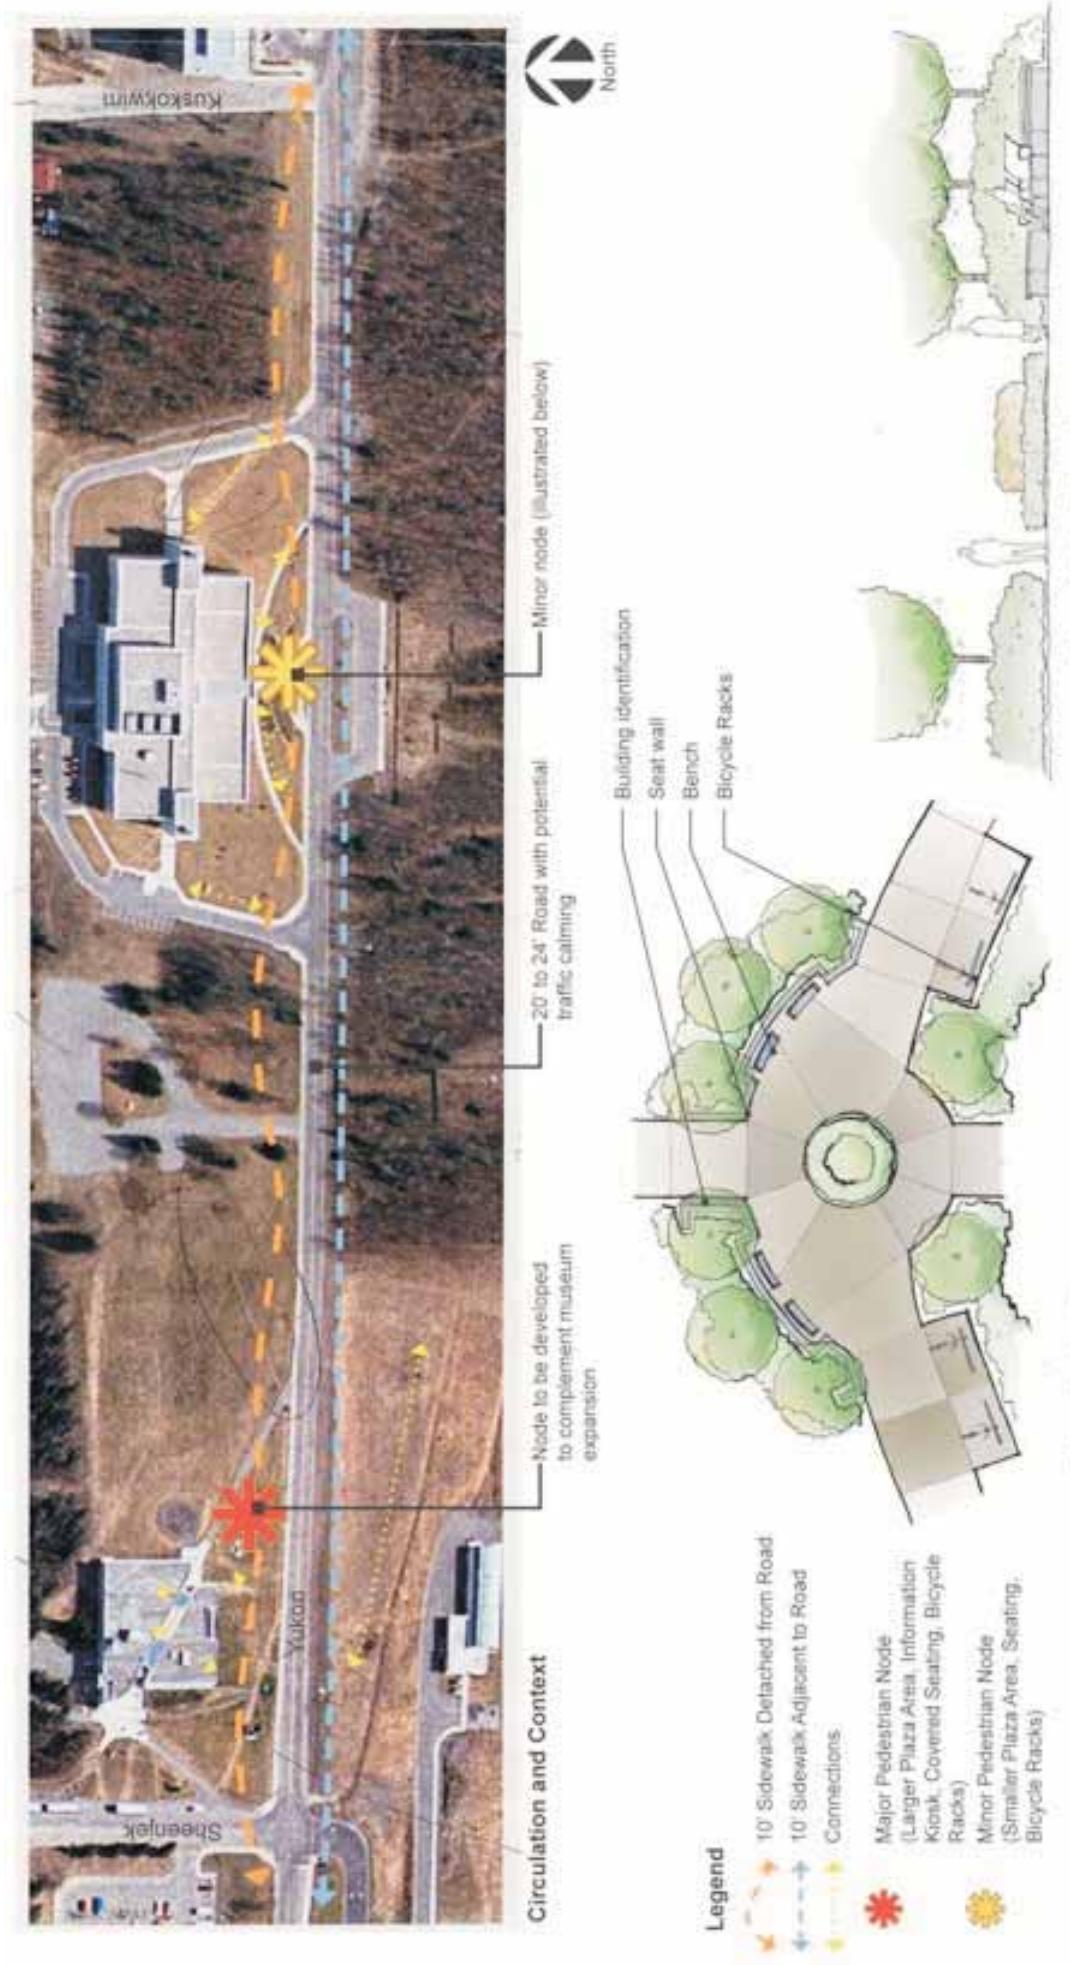 Kuskokwim
Sheenjek
Yukon
North
Circulation and Context
Node to be developed
to complement museum
expansion
20' to 24' Road with potential
traffic calming
Minor node (illustrated below)
Building identification
Seat wall
Bench
Bicycle Racks
Legend
10' Sidewalk Detached from Road
10' Sidewalk Adjacent to Road
Connections
Major Pedestrian Node
(Larger Plaza Area, Information
Kiosk, Covered Seating, Bicycle
Racks)
Minor Pedestrian Node
(Smaller Plaza Area, Seating,
Bicycle Racks)